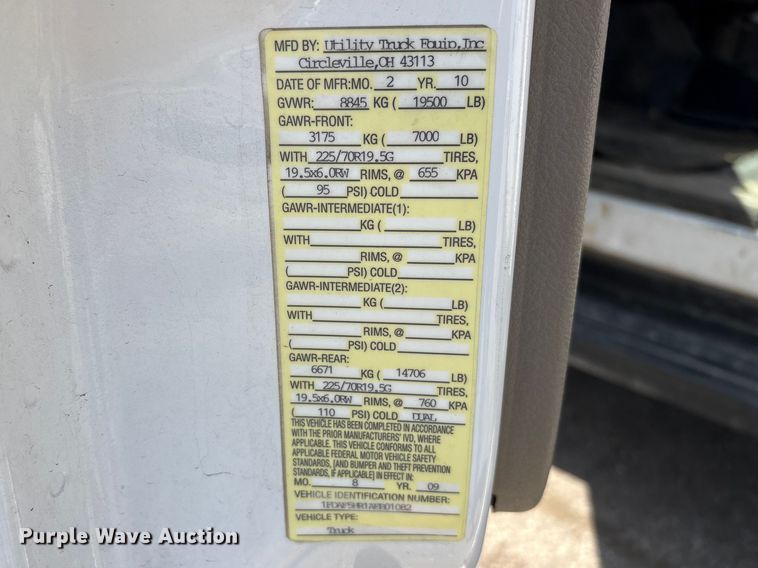 MFD BY: Utility Truck Equip,Inc
Circleville,OH 43113
DATE OF MFR:MO. 2 YR. 10
GVWR: 8845 KG ( 19500 LB)
GAWR-FRONT:
3175 KG ( 7000 LB)
WITH 225/70R19.5G TIRES,
19.5x6.0RW RIMS, @ 655 KPA
( 95 PSI) COLD
GAWR-INTERMEDIATE(1):
KG ( LB)
WITH TIRES,
RIMS, @ KPA
( PSI) COLD
GAWR-INTERMEDIATE(2):
KG ( LB)
WITH TIRES,
RIMS, @ KPA
( PSI) COLD
GAWR-REAR:
6671 KG ( 14706 LB)
WITH 225/70R19.5G TIRES,
19.5x6.0RW RIMS, @ 760 KPA
( 110 PSI) COLD DUAL
THIS VEHICLE HAS BEEN COMPLETED IN ACCORDANCE
WITH THE PRIOR MANUFACTURERS' IVD, WHERE
APPLICABLE. THIS VEHICLE CONFORMS TO ALL
APPLICABLE FEDERAL MOTOR VEHICLE SAFETY
STANDARDS, (AND BUMPER AND THEFT PREVENTION
STANDARDS, IF APPLICABLE) IN EFFECT IN:
MO. 8 YR. 09
VEHICLE IDENTIFICATION NUMBER:
VEHICLE TYPE:
Truck
Purple Wave Auction